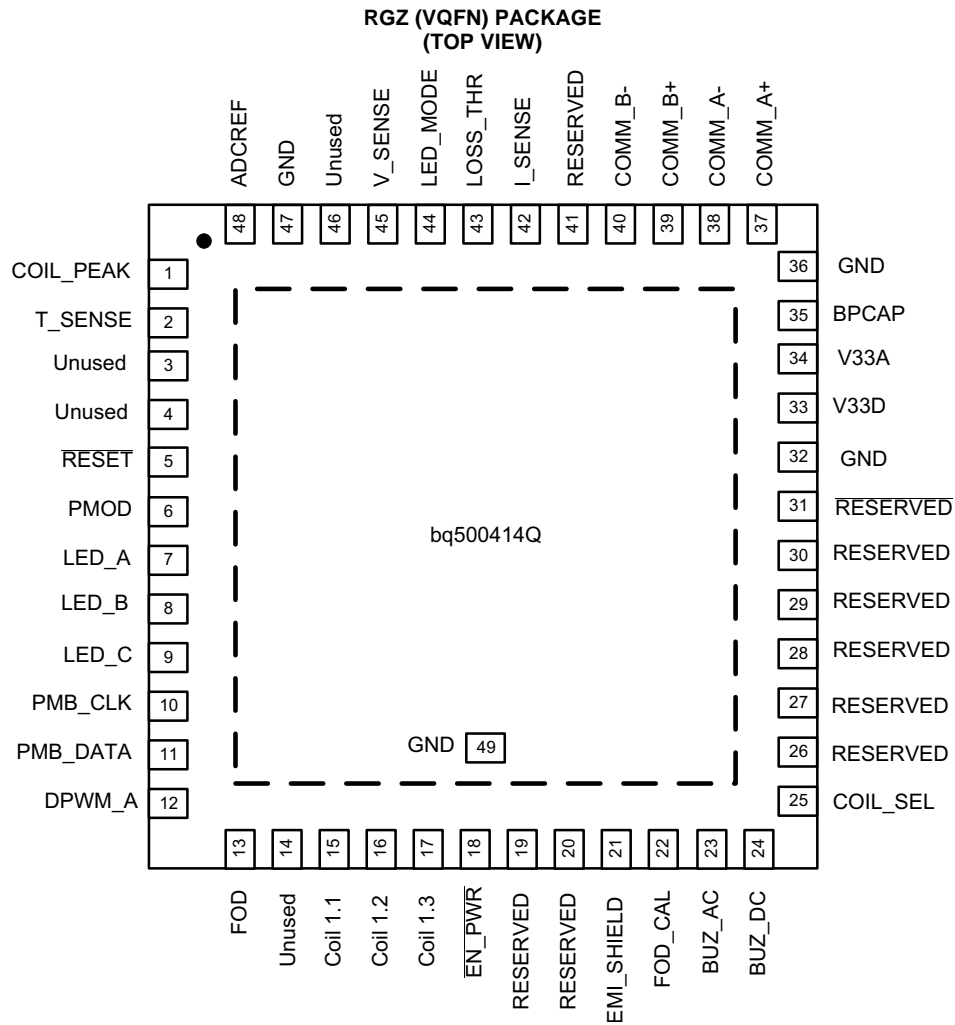 RGZ (VQFN) PACKAGE
(TOP VIEW)
ADCREF
GND
Unused
V_SENSE
LED_MODE
LOSS_THR
I_SENSE
RESERVED
COMM_B-
COMM_B+
COMM_A-
COMM_A+
48
47
46
45
44
43
42
41
40
39
38
37
COIL_PEAK 1
T_SENSE 2
Unused 3
Unused 4
RESET 5
PMOD 6
LED_A 7
LED_B 8
LED_C 9
PMB_CLK 10
PMB_DATA 11
DPWM_A 12
36 GND
35 BPCAP
34 V33A
33 V33D
32 GND
31 RESERVED
30 RESERVED
29 RESERVED
28 RESERVED
27 RESERVED
26 RESERVED
25 COIL_SEL
bq500414Q
GND 49
13
14
15
16
17
18
19
20
21
22
23
24
FOD
Unused
Coil 1.1
Coil 1.2
Coil 1.3
EN_PWR
RESERVED
RESERVED
EMI_SHIELD
FOD_CAL
BUZ_AC
BUZ_DC